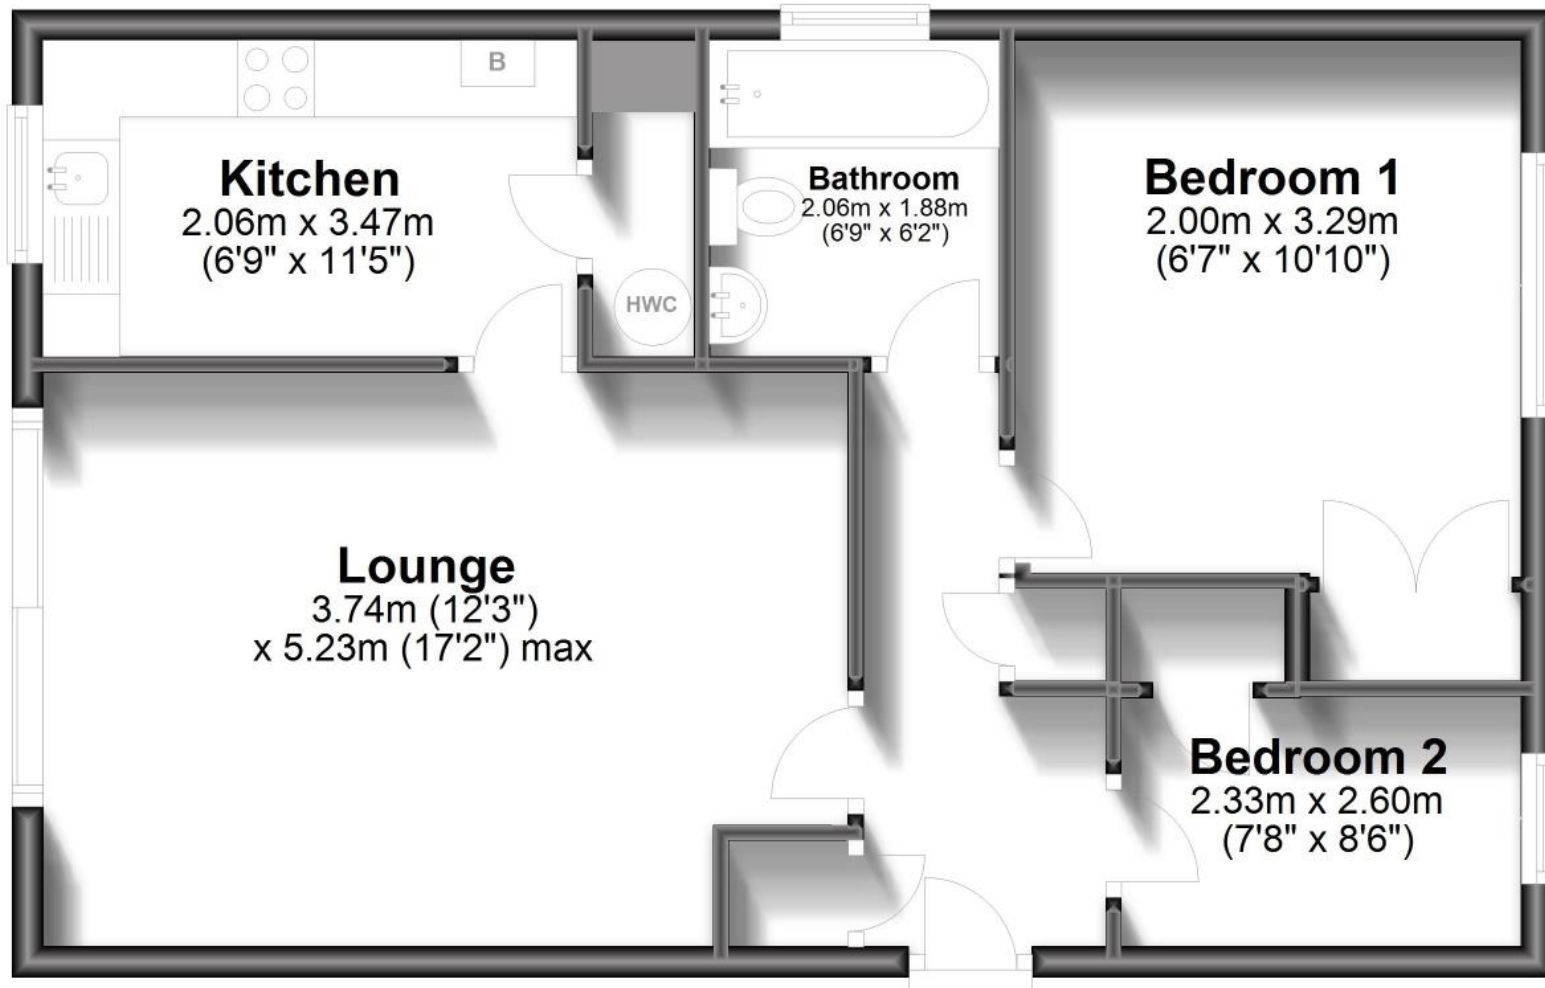 B
Kitchen
2.06m x 3.47m
(6'9" x 11'5")
HWC
Bathroom
2.06m x 1.88m
(6'9" x 6'2")
Bedroom 1
2.00m x 3.29m
(6'7" x 10'10")
Lounge
3.74m (12'3")
x 5.23m (17'2") max
Bedroom 2
2.33m x 2.60m
(7'8" x 8'6")